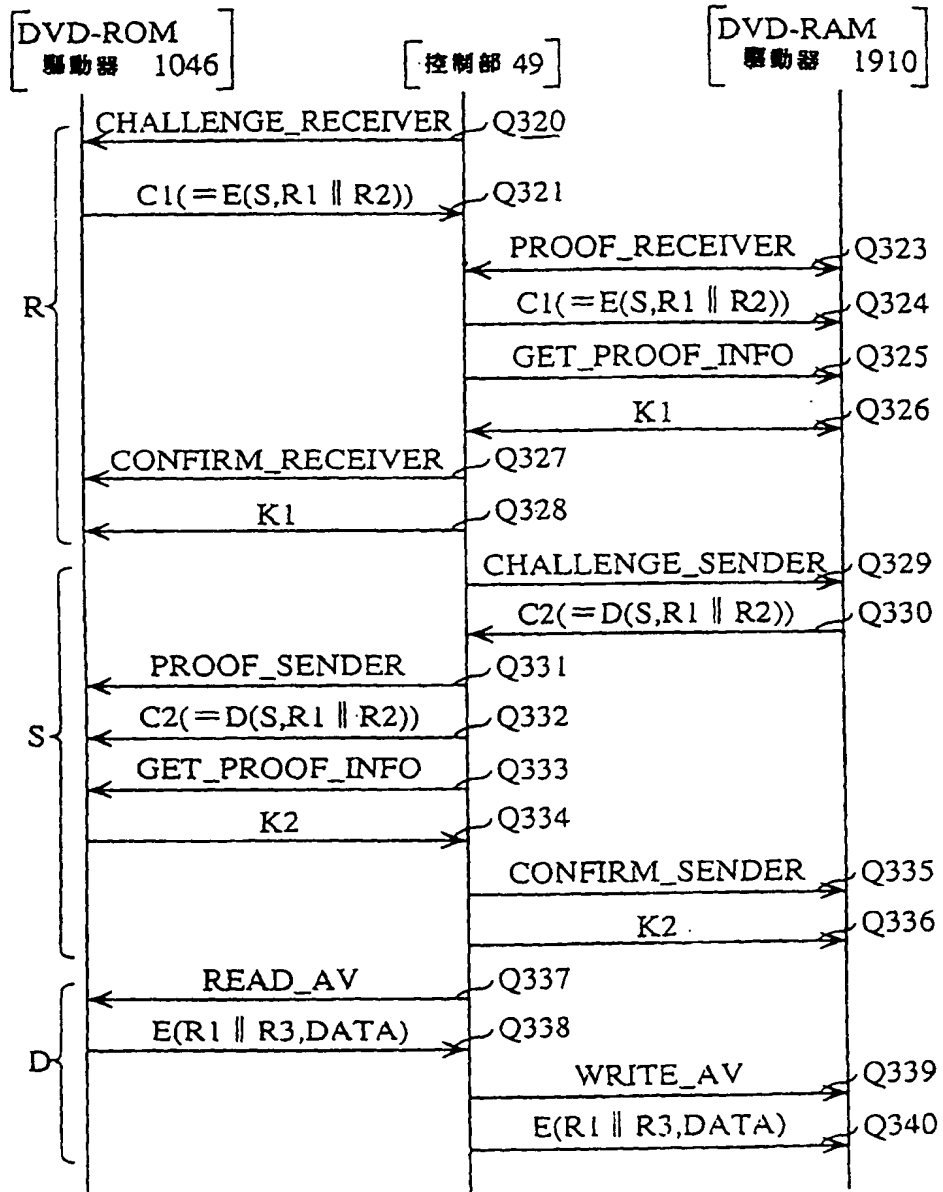 DVD-ROM
驅動器 1046
控制部 49
DVD-RAM
驅動器 1910
CHALLENGE_RECEIVER Q320
C1(=E(S,R1 ‖ R2)) Q321
PROOF_RECEIVER Q323
C1(=E(S,R1 ‖ R2)) Q324
R
GET_PROOF_INFO Q325
K1 Q326
CONFIRM_RECEIVER Q327
K1 Q328
CHALLENGE_SENDER Q329
C2(=D(S,R1 ‖ R2)) Q330
PROOF_SENDER Q331
S
C2(=D(S,R1 ‖ R2)) Q332
GET_PROOF_INFO Q333
K2 Q334
CONFIRM_SENDER Q335
K2 Q336
READ_AV Q337
E(R1 ‖ R3,DATA) Q338
D
WRITE_AV Q339
E(R1 ‖ R3,DATA) Q340